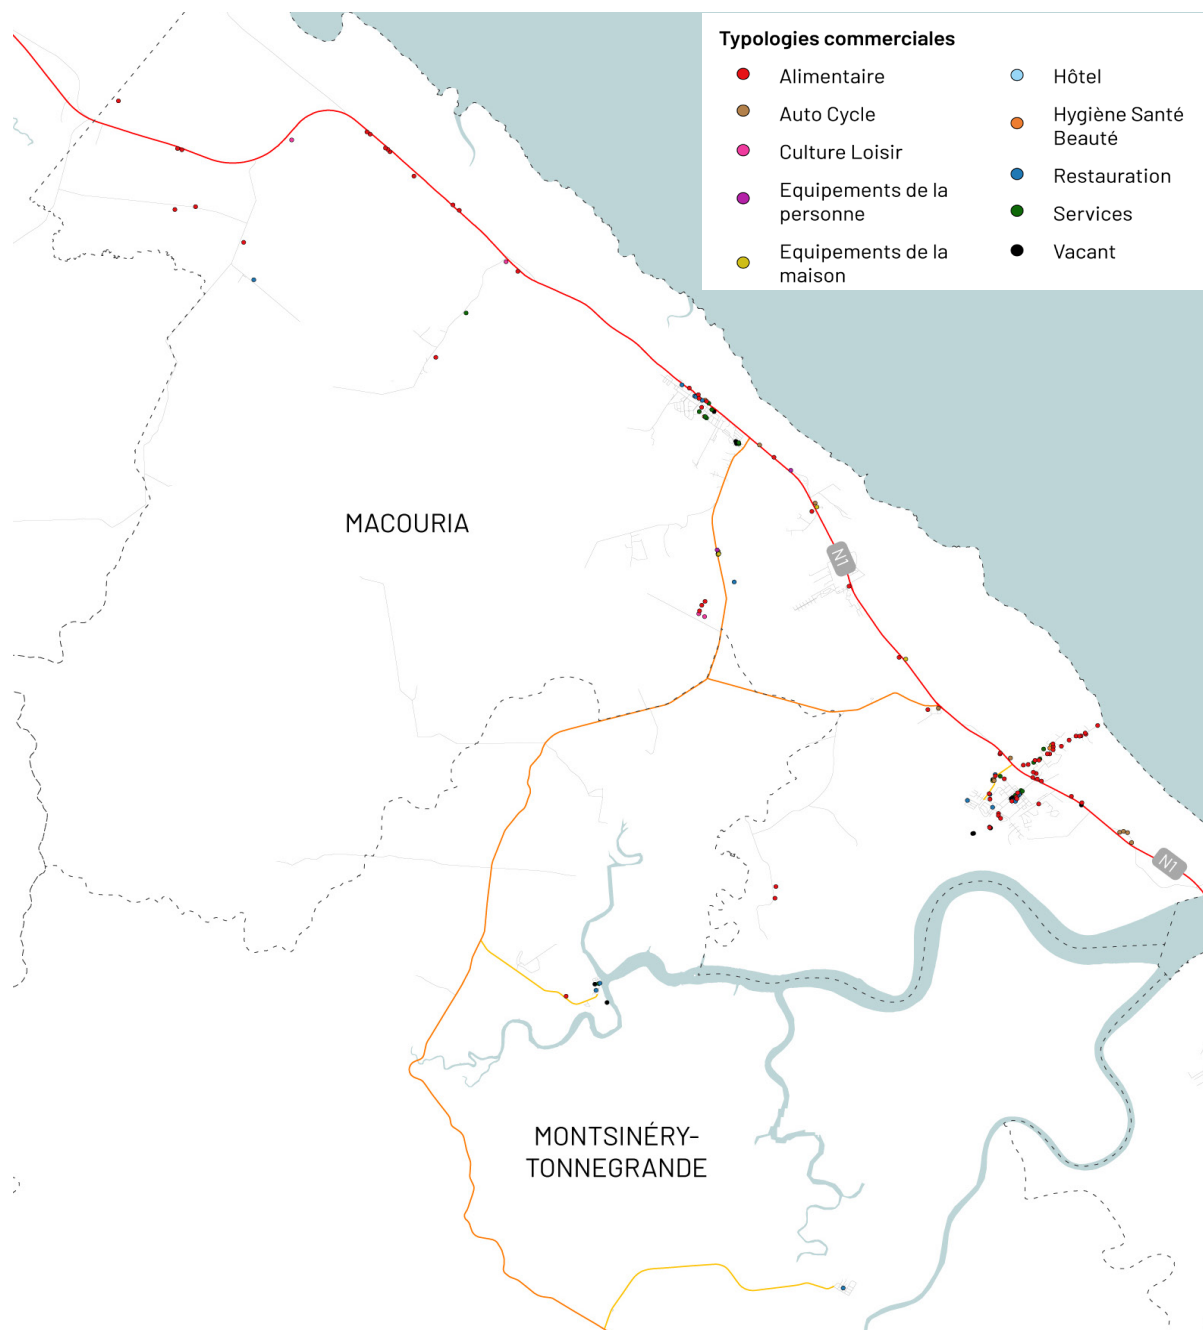 Typologies commerciales
Alimentaire
Auto Cycle
Culture Loisir
Equipements de la
personne
Equipements de la
maison
Hôtel
Hygiène Santé
Beauté
Restauration
Services
Vacant
MACOURIA
N1
N1
MONTSINÉRY-
TONNEGRANDE